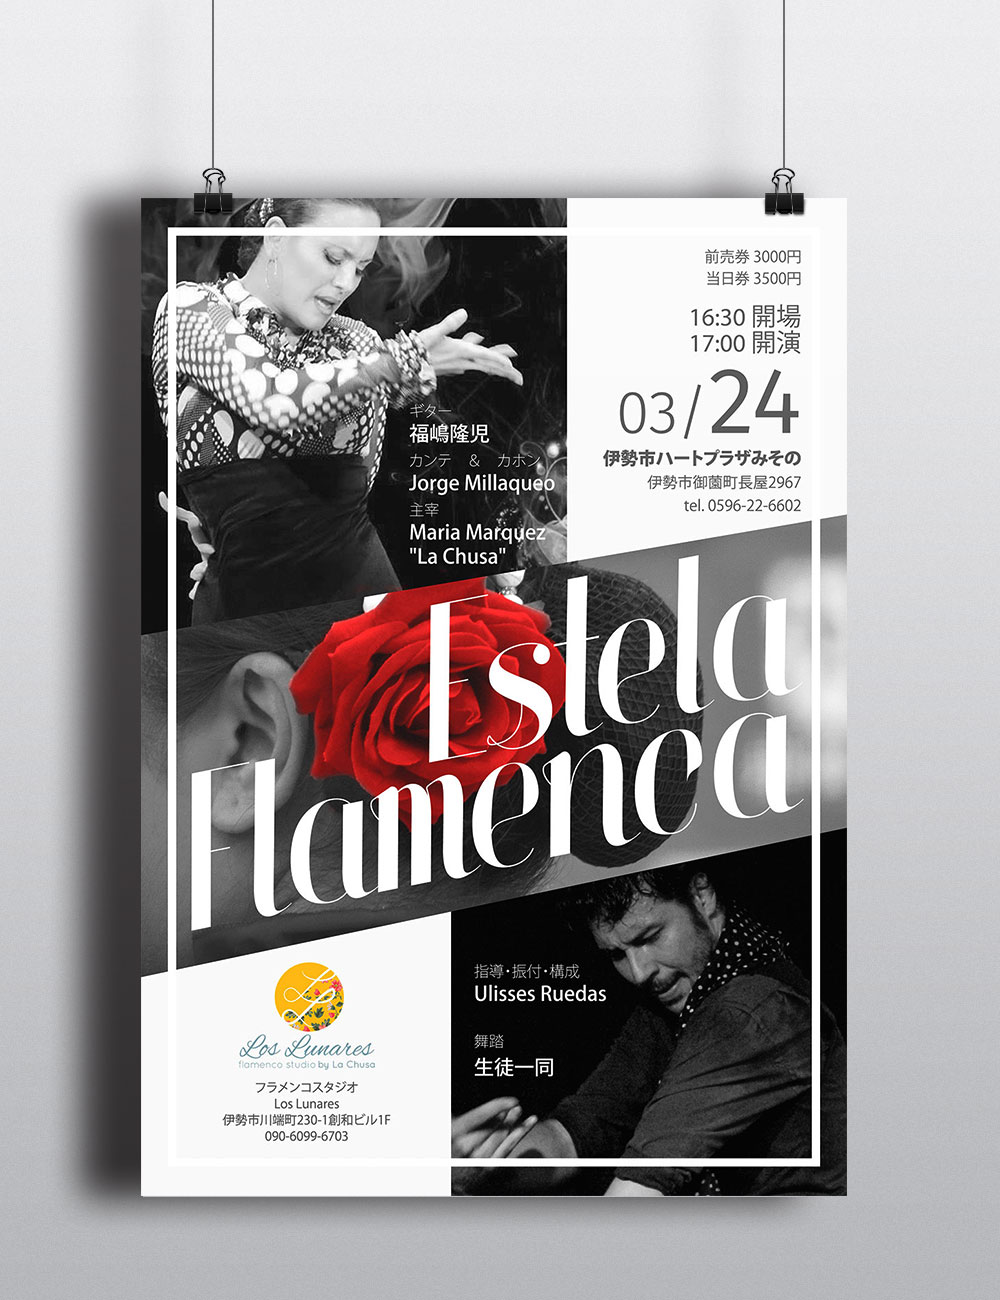 前売券 3000円
当日券 3500円
16:30 開場
17:00 開演
03/24
伊勢市ハートプラザみその
伊勢市御薗町長屋2967
tel. 0596-22-6602
ギター
福嶋隆児
カンテ & カホン
Jorge Millaqueo
主宰
Maria Marquez
"La Chusa"
Estela
Flamenca
指導・振付・構成
Ulisses Ruedas
舞踏
生徒一同
Los Lunares
flamenco studio by La Chusa
フラメンコスタジオ
Los Lunares
伊勢市川端町230-1創和ビル1F
090-6099-6703